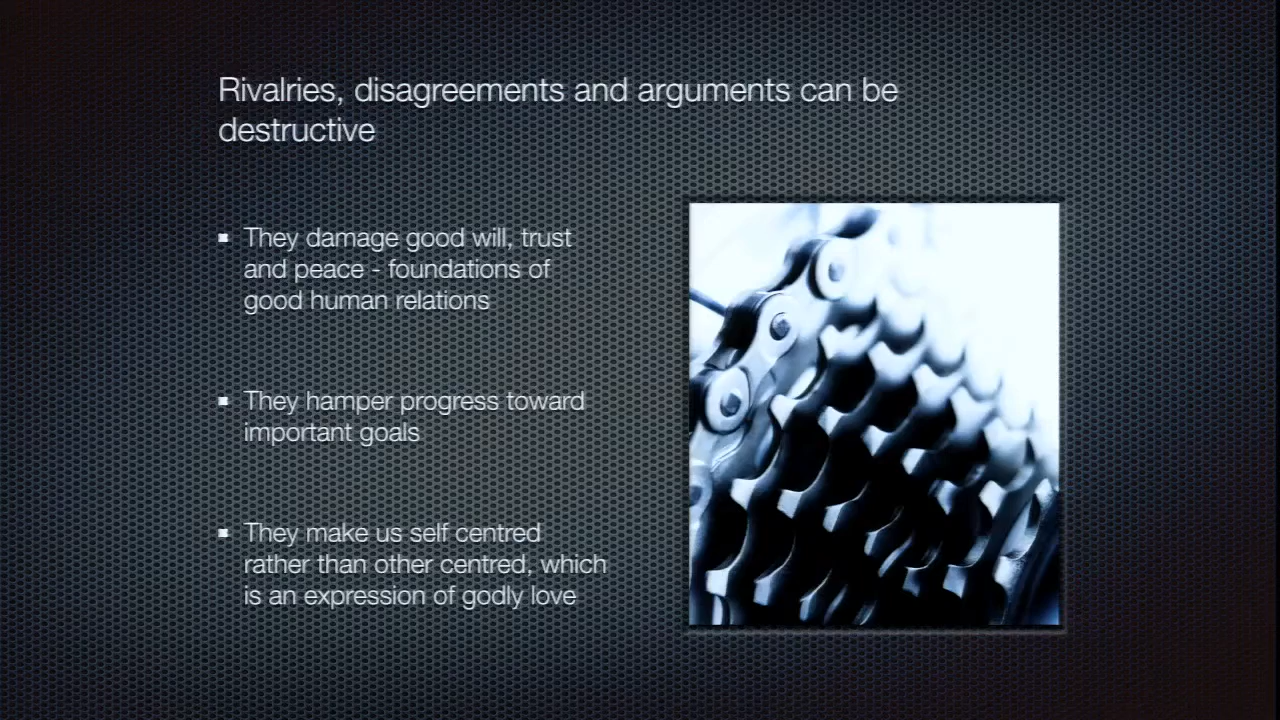 Rivalries, disagreements and arguments can be
destructive
They damage good will, trust
and peace - foundations of
good human relations
They hamper progress toward
important goals
They make us self centred
rather than other centred, which
is an expression of godly love